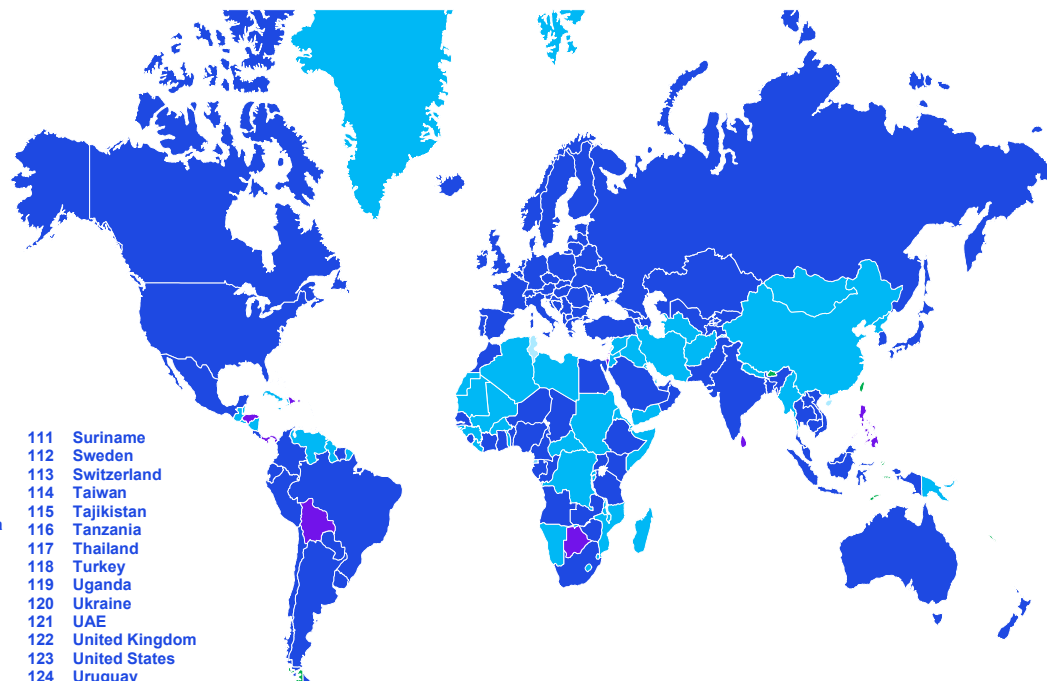 111 Suriname
112 Sweden
113 Switzerland
114 Taiwan
115 Tajikistan
116 Tanzania
117 Thailand
118 Turkey
119 Uganda
120 Ukraine
121 UAE
122 United Kingdom
123 United States
124 Uruguay